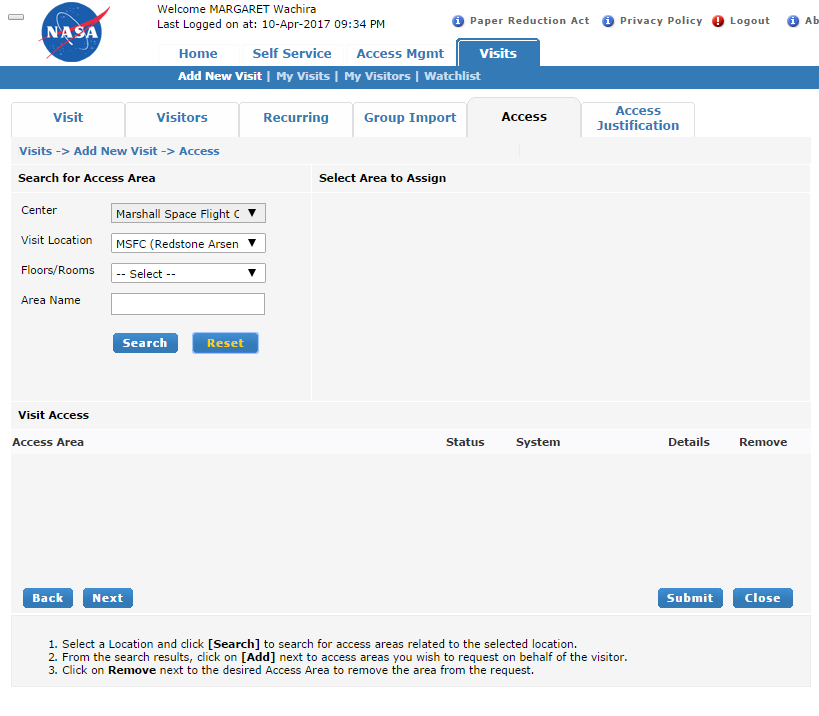 NASA
Welcome MARGARET Wachira
Last Logged on at: 10-Apr-2017 09:34 PM
Paper Reduction Act Privacy Policy Logout Ab
Home Self Service Access Mgmt Visits
Add New Visit | My Visits | My Visitors | Watchlist
Visit Visitors Recurring Group Import Access Access Justification
Visits -> Add New Visit -> Access
Search for Access Area Select Area to Assign
Center Marshall Space Flight C
Visit Location MSFC (Redstone Arsen
Floors/Rooms -- Select --
Area Name
Search Reset
Visit Access
Access Area Status System Details Remove
Back Next Submit Close
1. Select a Location and click [Search] to search for access areas related to the selected location.
2. From the search results, click on [Add] next to access areas you wish to request on behalf of the visitor.
3. Click on Remove next to the desired Access Area to remove the area from the request.